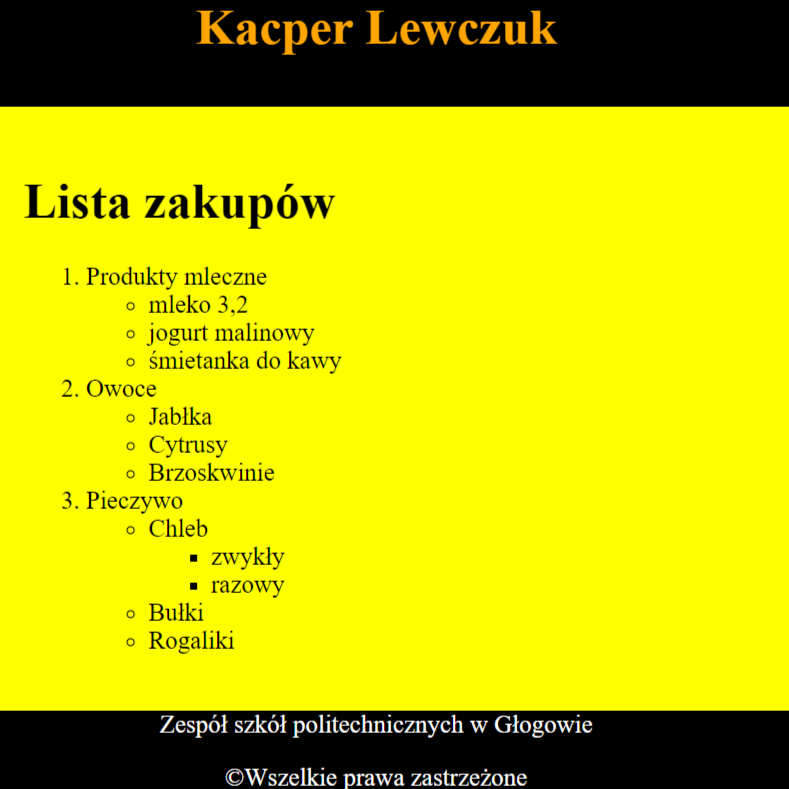 Kacper Lewczuk
Lista zakupów
1. Produkty mleczne
mleko 3,2
jogurt malinowy
śmietanka do kawy
2. Owoce
Jabłka
Cytrusy
Brzoskwinie
3. Pieczywo
Chleb
zwykły
razowy
Bułki
Rogaliki
Zespół szkół politechnicznych w Głogowie
©Wszelkie prawa zastrzeżone